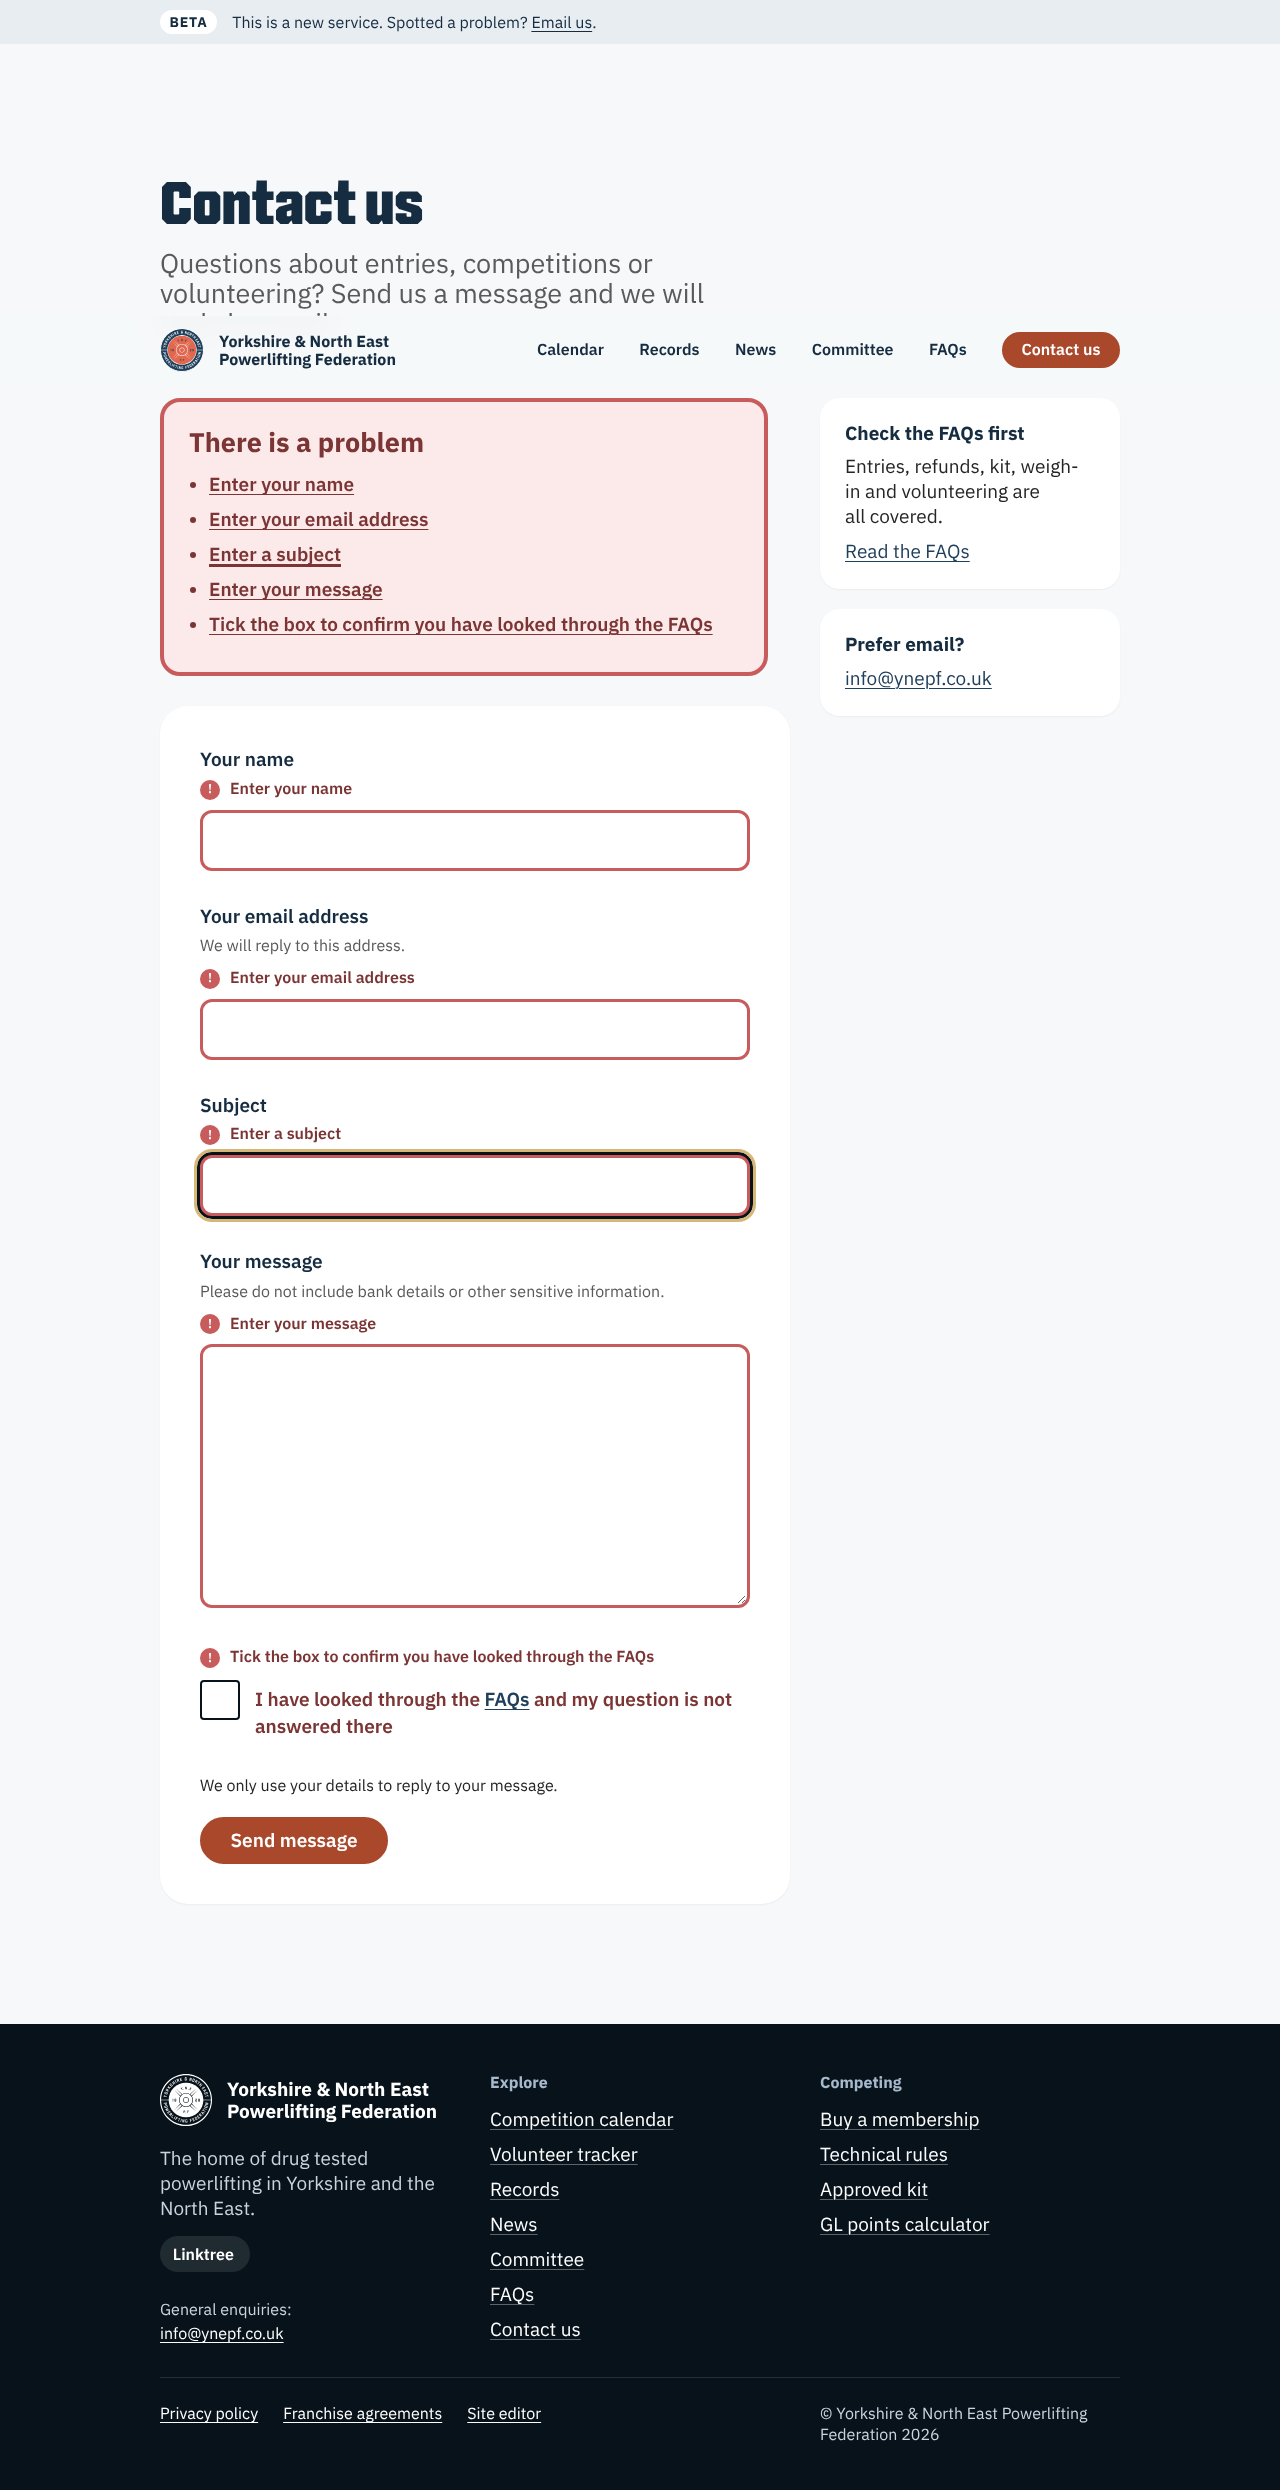 BETA
This is a new service. Spotted a problem? Email us.
Contact us
Questions about entries, competitions or
volunteering? Send us a message and we will
Yorkshire & North East
Powerlifting Federation
Calendar
Records
News
Committee
FAQs
Contact us
There is a problem
• Enter your name
• Enter your email address
• Enter a subject
• Enter your message
• Tick the box to confirm you have looked through the FAQs
Check the FAQs first
Entries, refunds, kit, weigh-
in and volunteering are
all covered.
Read the FAQs
Prefer email?
info@ynepf.co.uk
Your name
! Enter your name
Your email address
We will reply to this address.
! Enter your email address
Subject
! Enter a subject
Your message
Please do not include bank details or other sensitive information.
! Enter your message
! Tick the box to confirm you have looked through the FAQs
I have looked through the FAQs and my question is not
answered there
We only use your details to reply to your message.
Send message
Yorkshire & North East
Powerlifting Federation
The home of drug tested
powerlifting in Yorkshire and the
North East.
Linktree
General enquiries:
info@ynepf.co.uk
Explore
Competition calendar
Volunteer tracker
Records
News
Committee
FAQs
Contact us
Competing
Buy a membership
Technical rules
Approved kit
GL points calculator
Privacy policy
Franchise agreements
Site editor
© Yorkshire & North East Powerlifting
Federation 2026